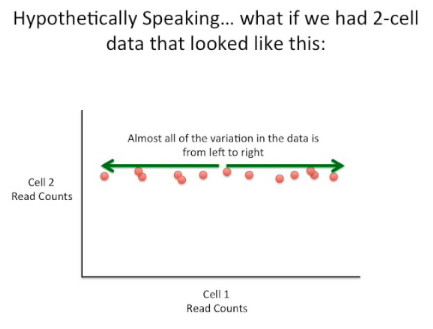 Hypothetically Speaking... what if we had 2-cell
data that looked like this:
Almost all of the variation in the data is
from left to right
Cell 2
Read Counts
Cell 1
Read Counts